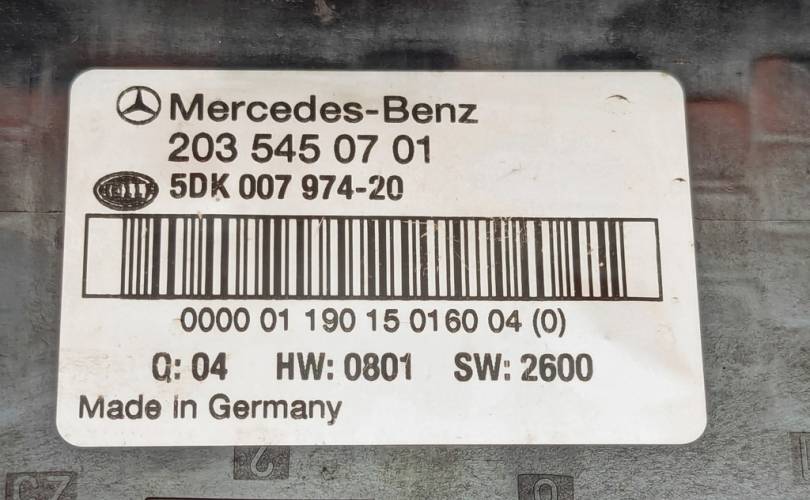 Mercedes-Benz
203 545 07 01
HELLA 5DK 007 974-20
0000 01 190 15 0160 04 (0)
Q: 04 HW: 0801 SW: 2600
Made in Germany